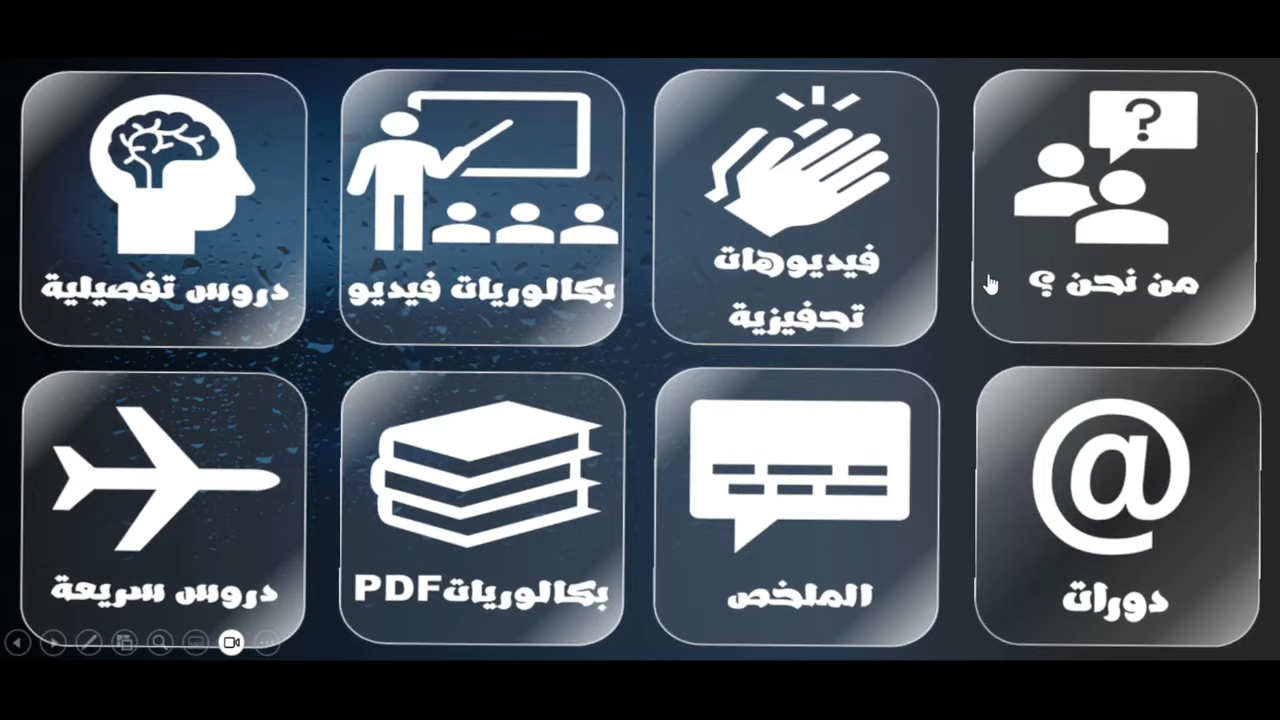 من نحن ؟
فيديوهات
تحفيزية
بكالوريات فيديو
دروس تفصيلية
دورات
الملخص
بكالورياتPDF
دروس سريعة